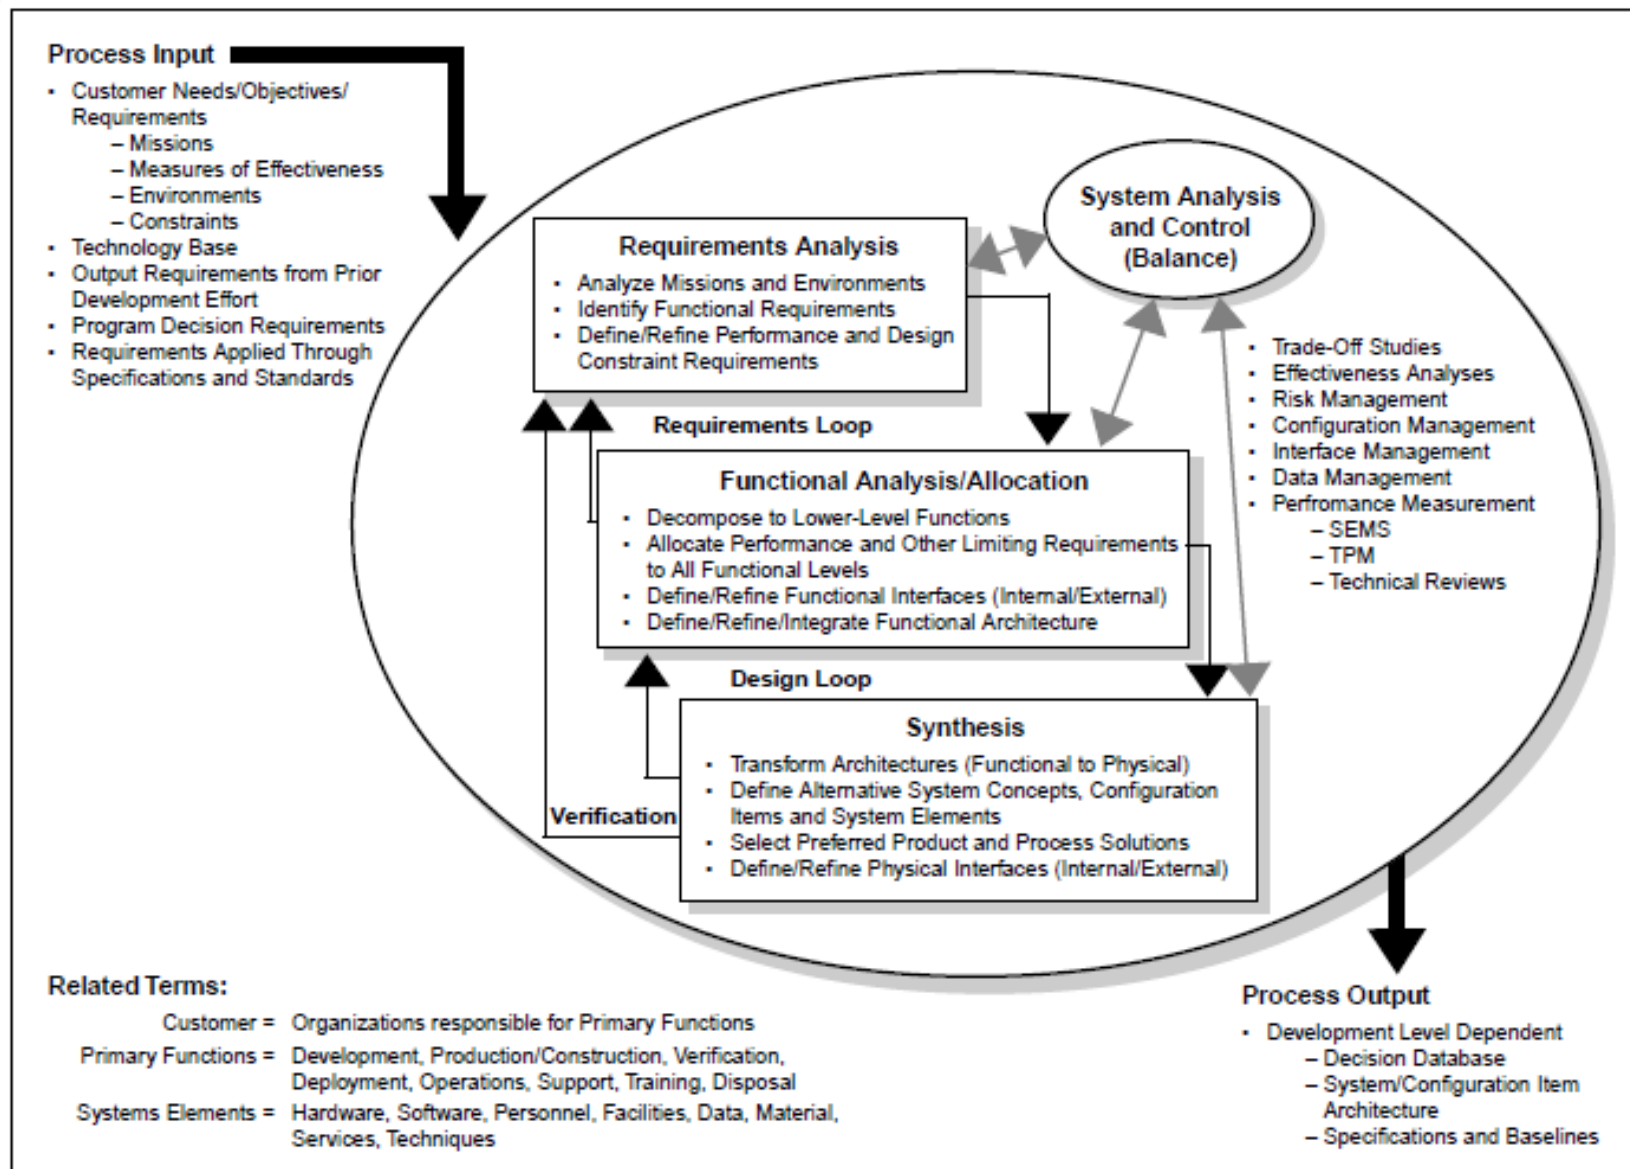 Process Input
• Customer Needs/Objectives/
Requirements
– Missions
– Measures of Effectiveness
– Environments
– Constraints
• Technology Base
• Output Requirements from Prior
Development Effort
• Program Decision Requirements
• Requirements Applied Through
Specifications and Standards
System Analysis
and Control
(Balance)
Requirements Analysis
• Analyze Missions and Environments
• Identify Functional Requirements
• Define/Refine Performance and Design
Constraint Requirements
• Trade-Off Studies
• Effectiveness Analyses
• Risk Management
• Configuration Management
• Interface Management
• Data Management
• Perfromance Measurement
– SEMS
– TPM
– Technical Reviews
Requirements Loop
Functional Analysis/Allocation
• Decompose to Lower-Level Functions
• Allocate Performance and Other Limiting Requirements
to All Functional Levels
• Define/Refine Functional Interfaces (Internal/External)
• Define/Refine/Integrate Functional Architecture
Design Loop
Synthesis
• Transform Architectures (Functional to Physical)
• Define Alternative System Concepts, Configuration
Items and System Elements
• Select Preferred Product and Process Solutions
• Define/Refine Physical Interfaces (Internal/External)
Verification
Related Terms:
Customer = Organizations responsible for Primary Functions
Primary Functions = Development, Production/Construction, Verification,
Deployment, Operations, Support, Training, Disposal
Systems Elements = Hardware, Software, Personnel, Facilities, Data, Material,
Services, Techniques
Process Output
• Development Level Dependent
– Decision Database
– System/Configuration Item
Architecture
– Specifications and Baselines